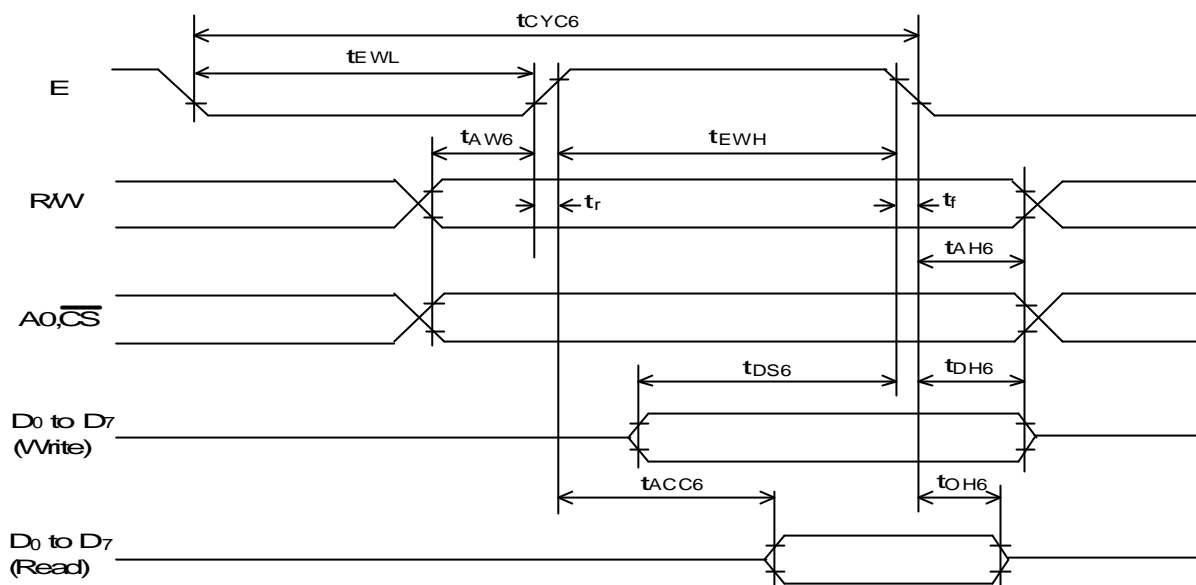 tCYC6
tEWL
E
tAW6
tEWH
R/W
tr
tf
tAH6
A0,CS
tDS6
tDH6
D0 to D7
(Write)
tACC6
tOH6
D0 to D7
(Read)